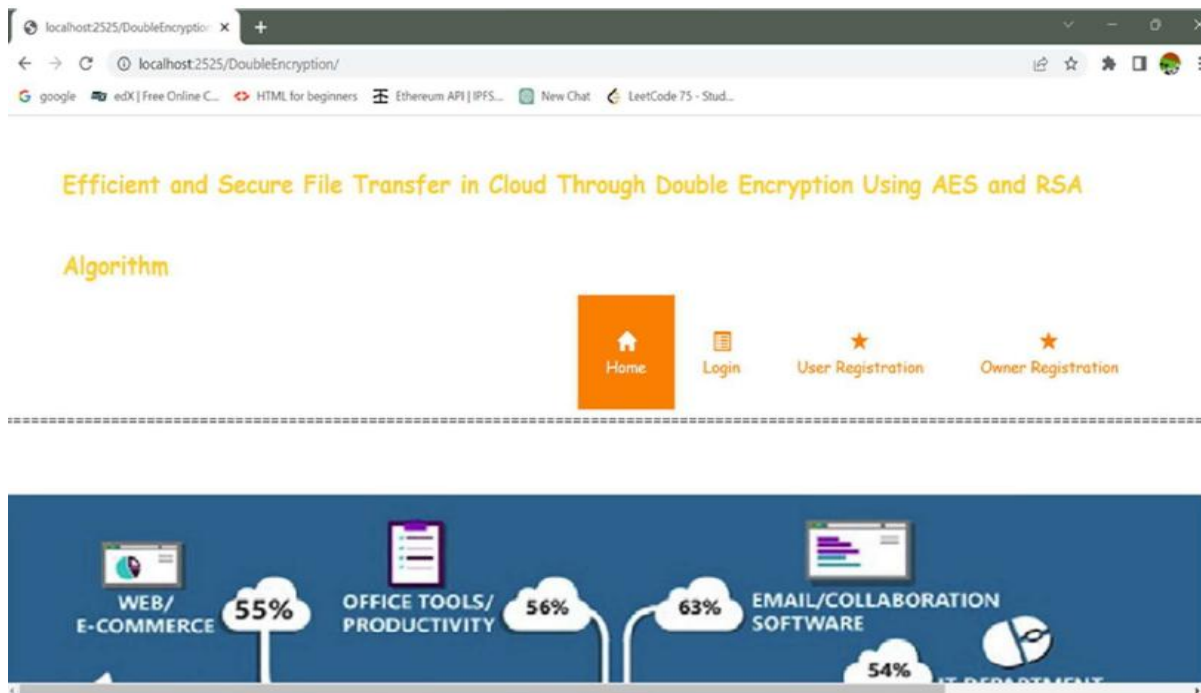 localhost:2525/DoubleEncryption
localhost:2525/DoubleEncryption/
google edX | Free Online C... HTML for beginners Ethereum API | IPFS... New Chat LeetCode 75 - Stud...
Efficient and Secure File Transfer in Cloud Through Double Encryption Using AES and RSA
Algorithm
Home Login User Registration Owner Registration
WEB/
E-COMMERCE
55%
OFFICE TOOLS/
PRODUCTIVITY
56%
63%
EMAIL/COLLABORATION
SOFTWARE
54%
IT DEPARTMENT